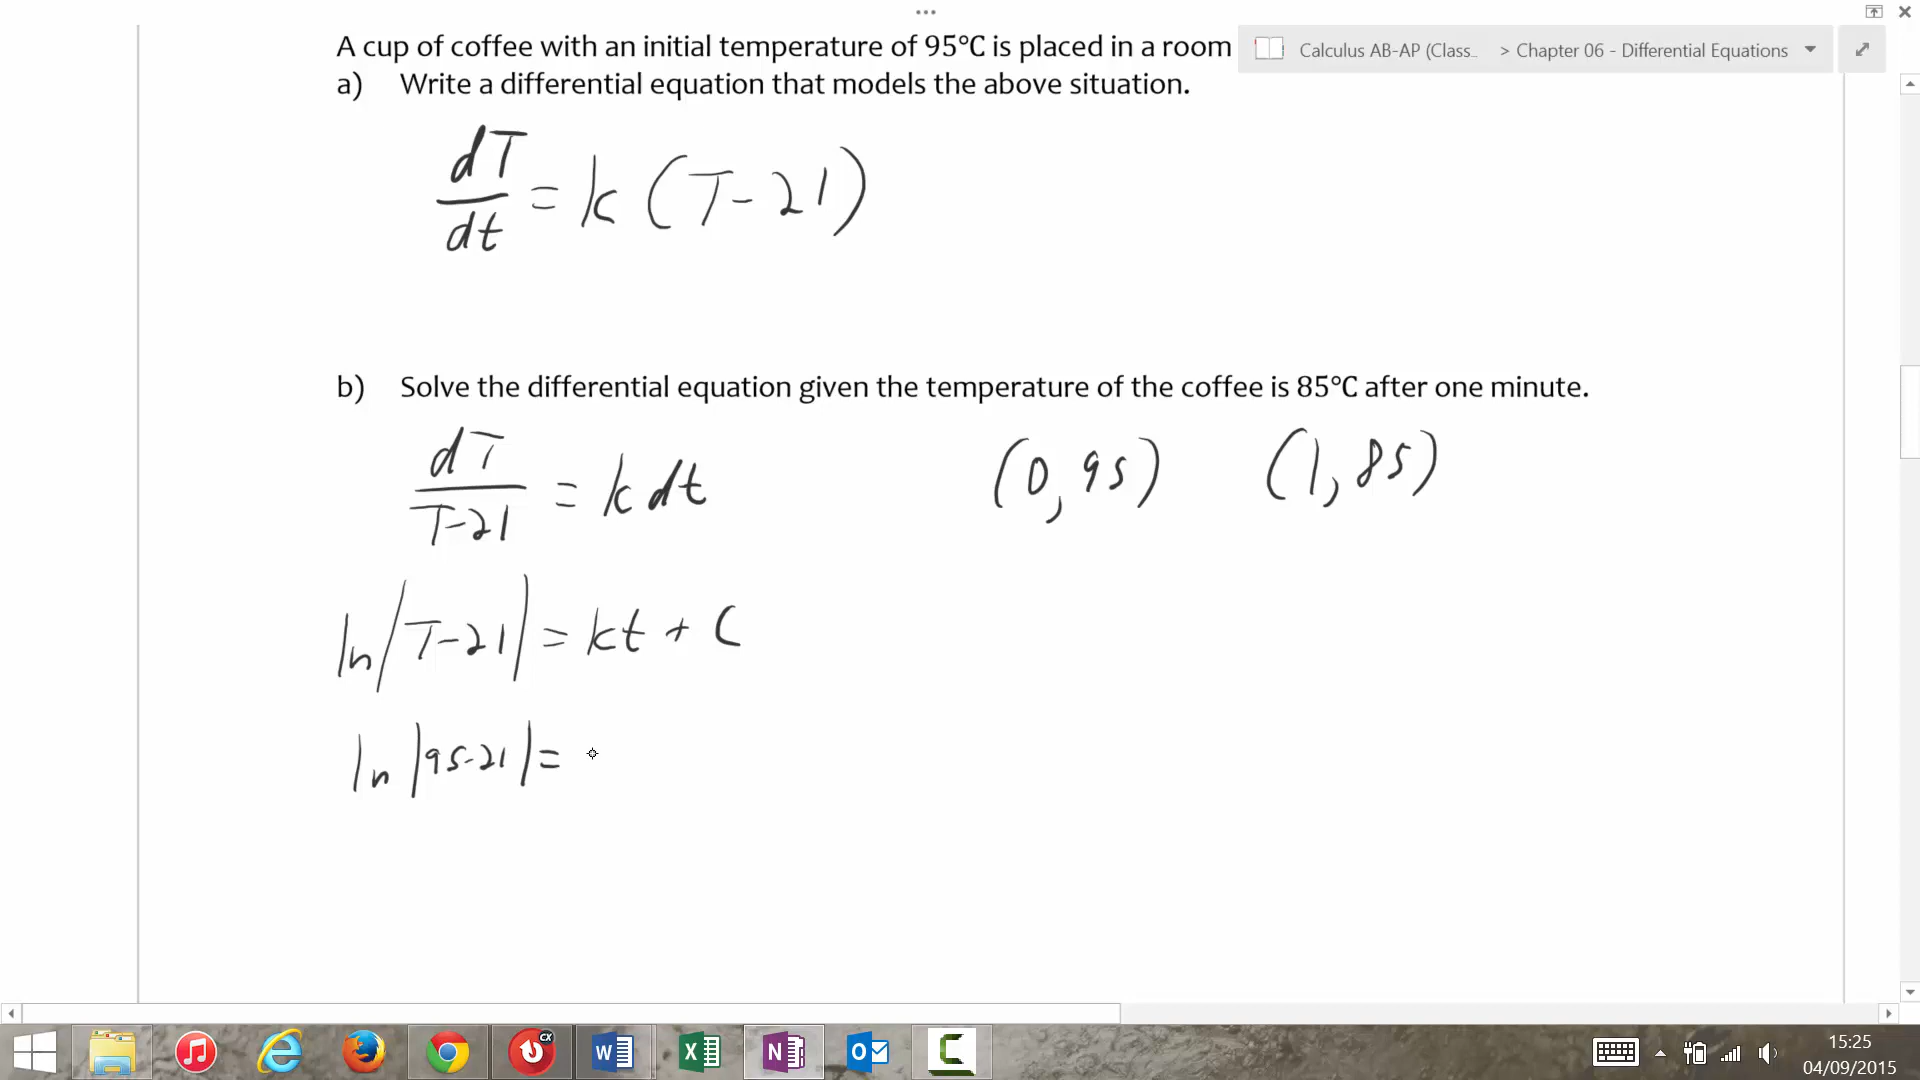 A cup of coffee with an initial temperature of 95°C is placed in a room
Calculus AB-AP (Class.. > Chapter 06 - Differential Equations
a) Write a differential equation that models the above situation.
dT/dt = k(T-21)
b) Solve the differential equation given the temperature of the coffee is 85°C after one minute.
dT/T-21 = k dt (0, 95) (1, 85)
ln|T-21| = kt + C
ln|95-21| =
CX
W X N O C
15:25
04/09/2015